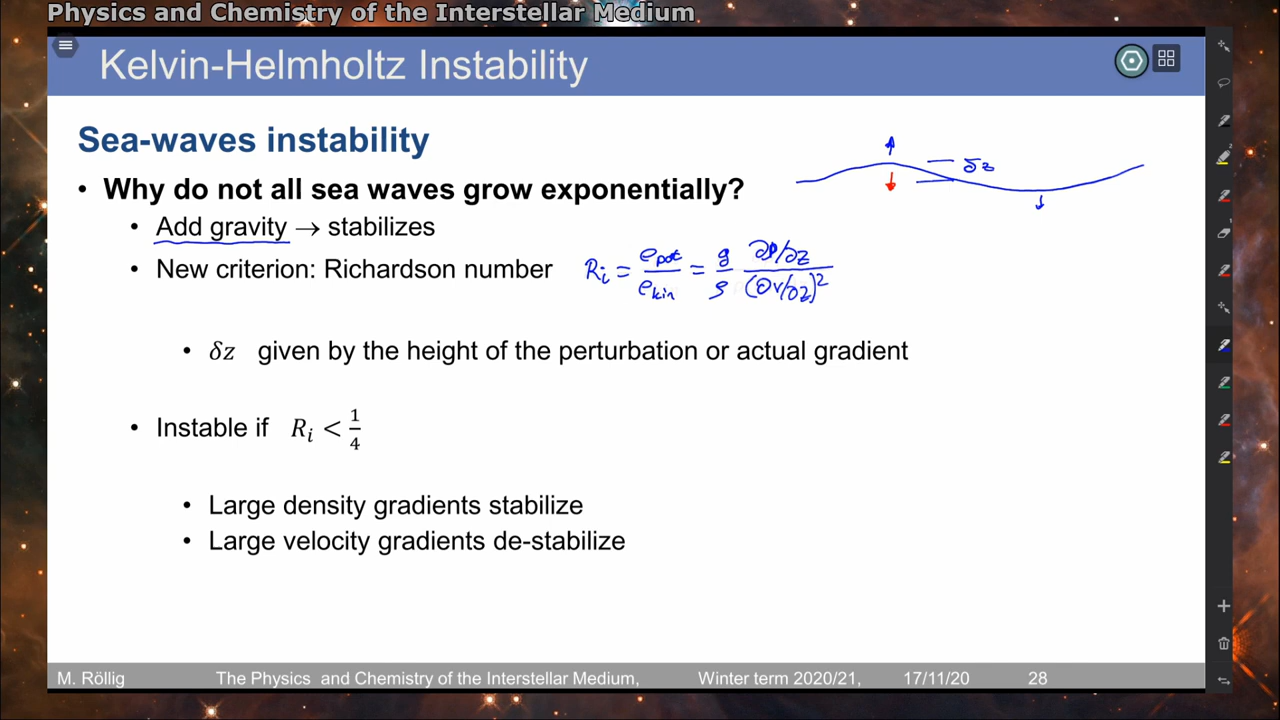 Physics and Chemistry of the Interstellar Medium
Kelvin-Helmholtz Instability
Sea-waves instability
δz
• Why do not all sea waves grow exponentially?
• Add gravity → stabilizes
• New criterion: Richardson number Ri = e_pot/e_kin = g/ρ (∂ρ/∂z)/(∂v/∂z)²
• δz given by the height of the perturbation or actual gradient
• Instable if R_i < 1/4
• Large density gradients stabilize
• Large velocity gradients de-stabilize
M. Röllig The Physics and Chemistry of the Interstellar Medium, Winter term 2020/21, 17/11/20 28